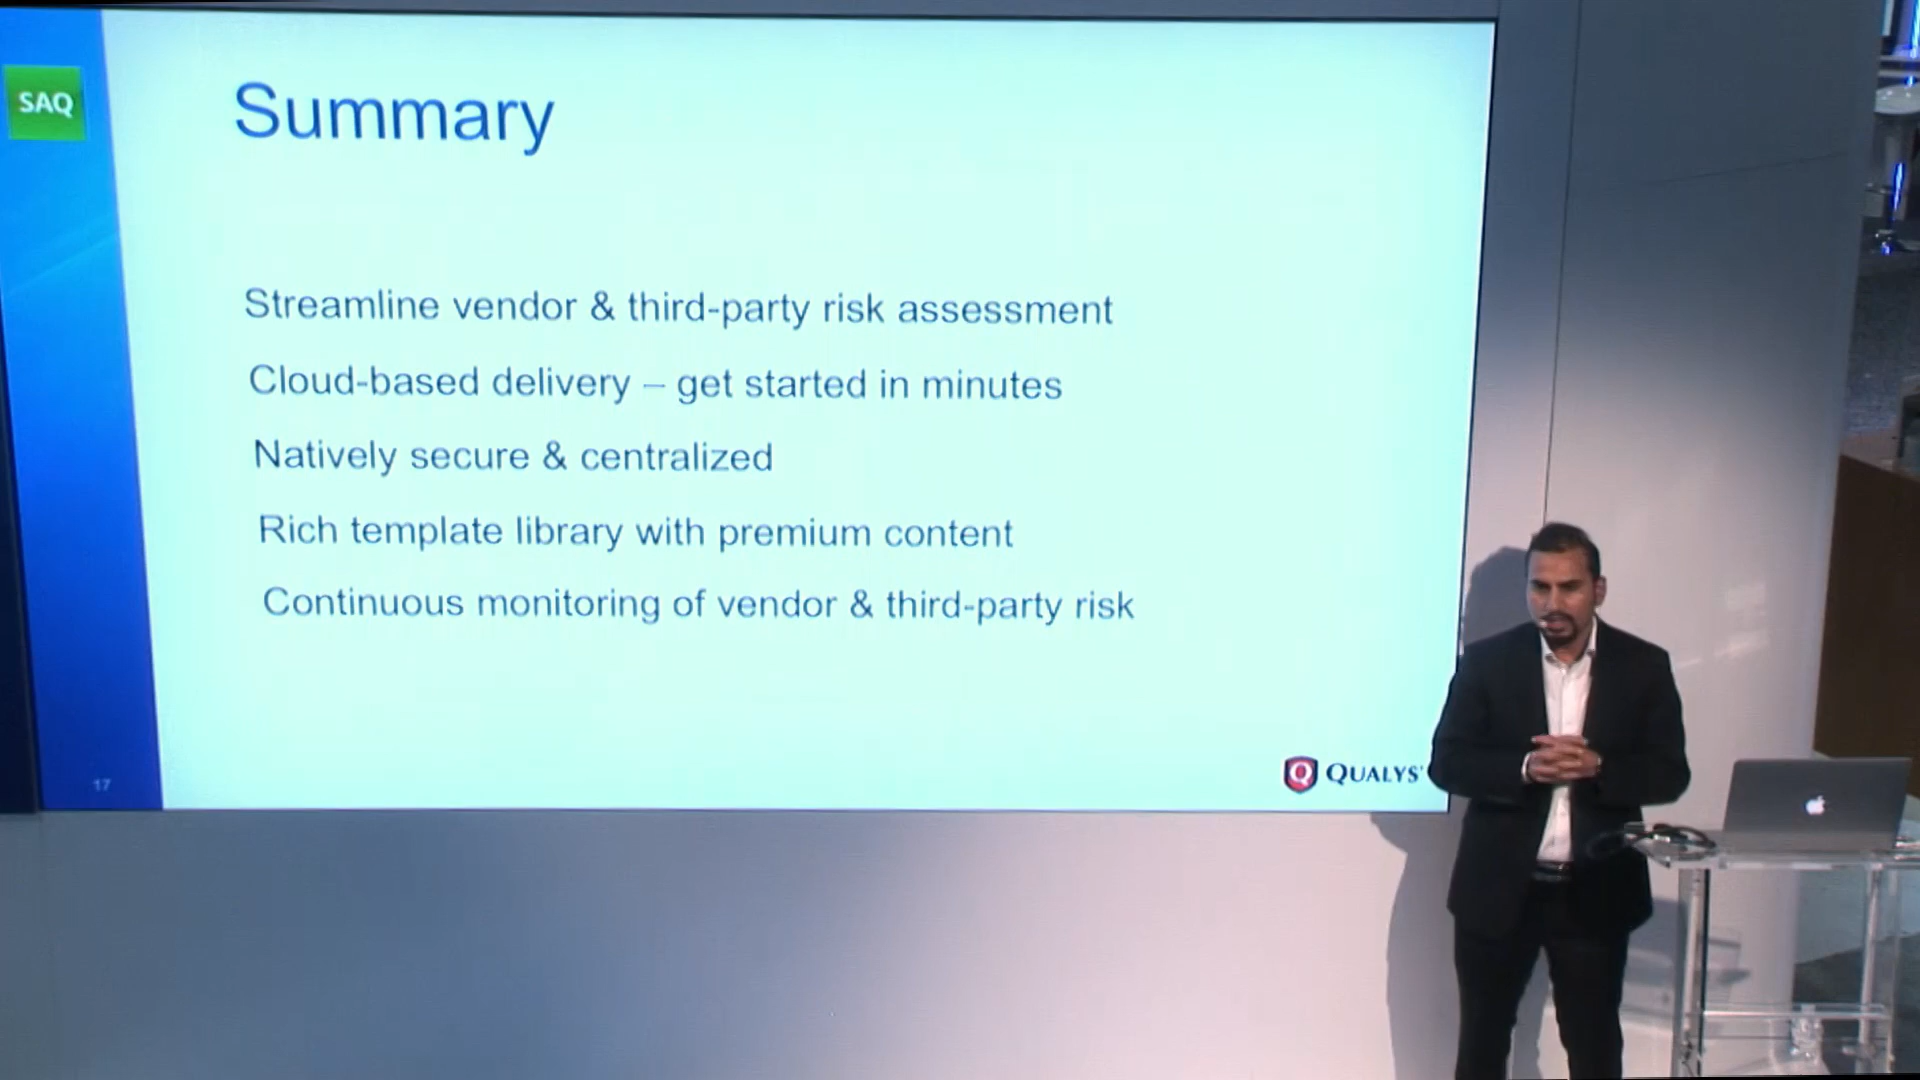 SAQ
Summary
Streamline vendor & third-party risk assessment
Cloud-based delivery – get started in minutes
Natively secure & centralized
Rich template library with premium content
Continuous monitoring of vendor & third-party risk
17
QUALYS